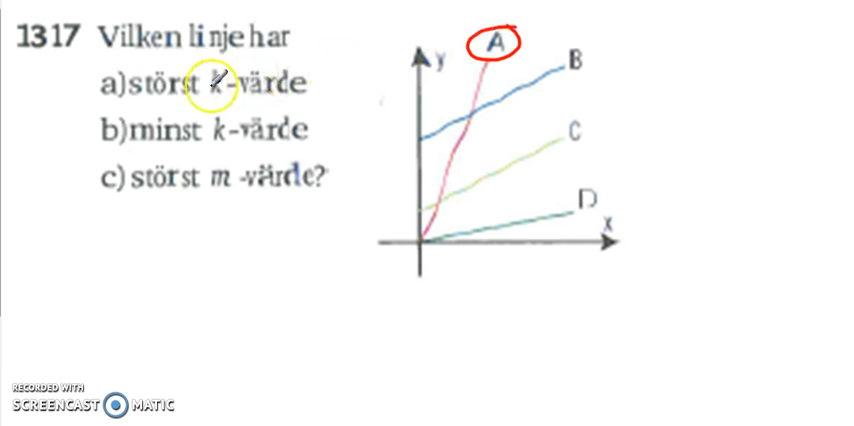 1317 Vilken linje har
a) störst k-värde
b) minst k-värde
c) störst m-värde?
y
A
B
C
D
x
RECORDED WITH
SCREENCAST MATIC